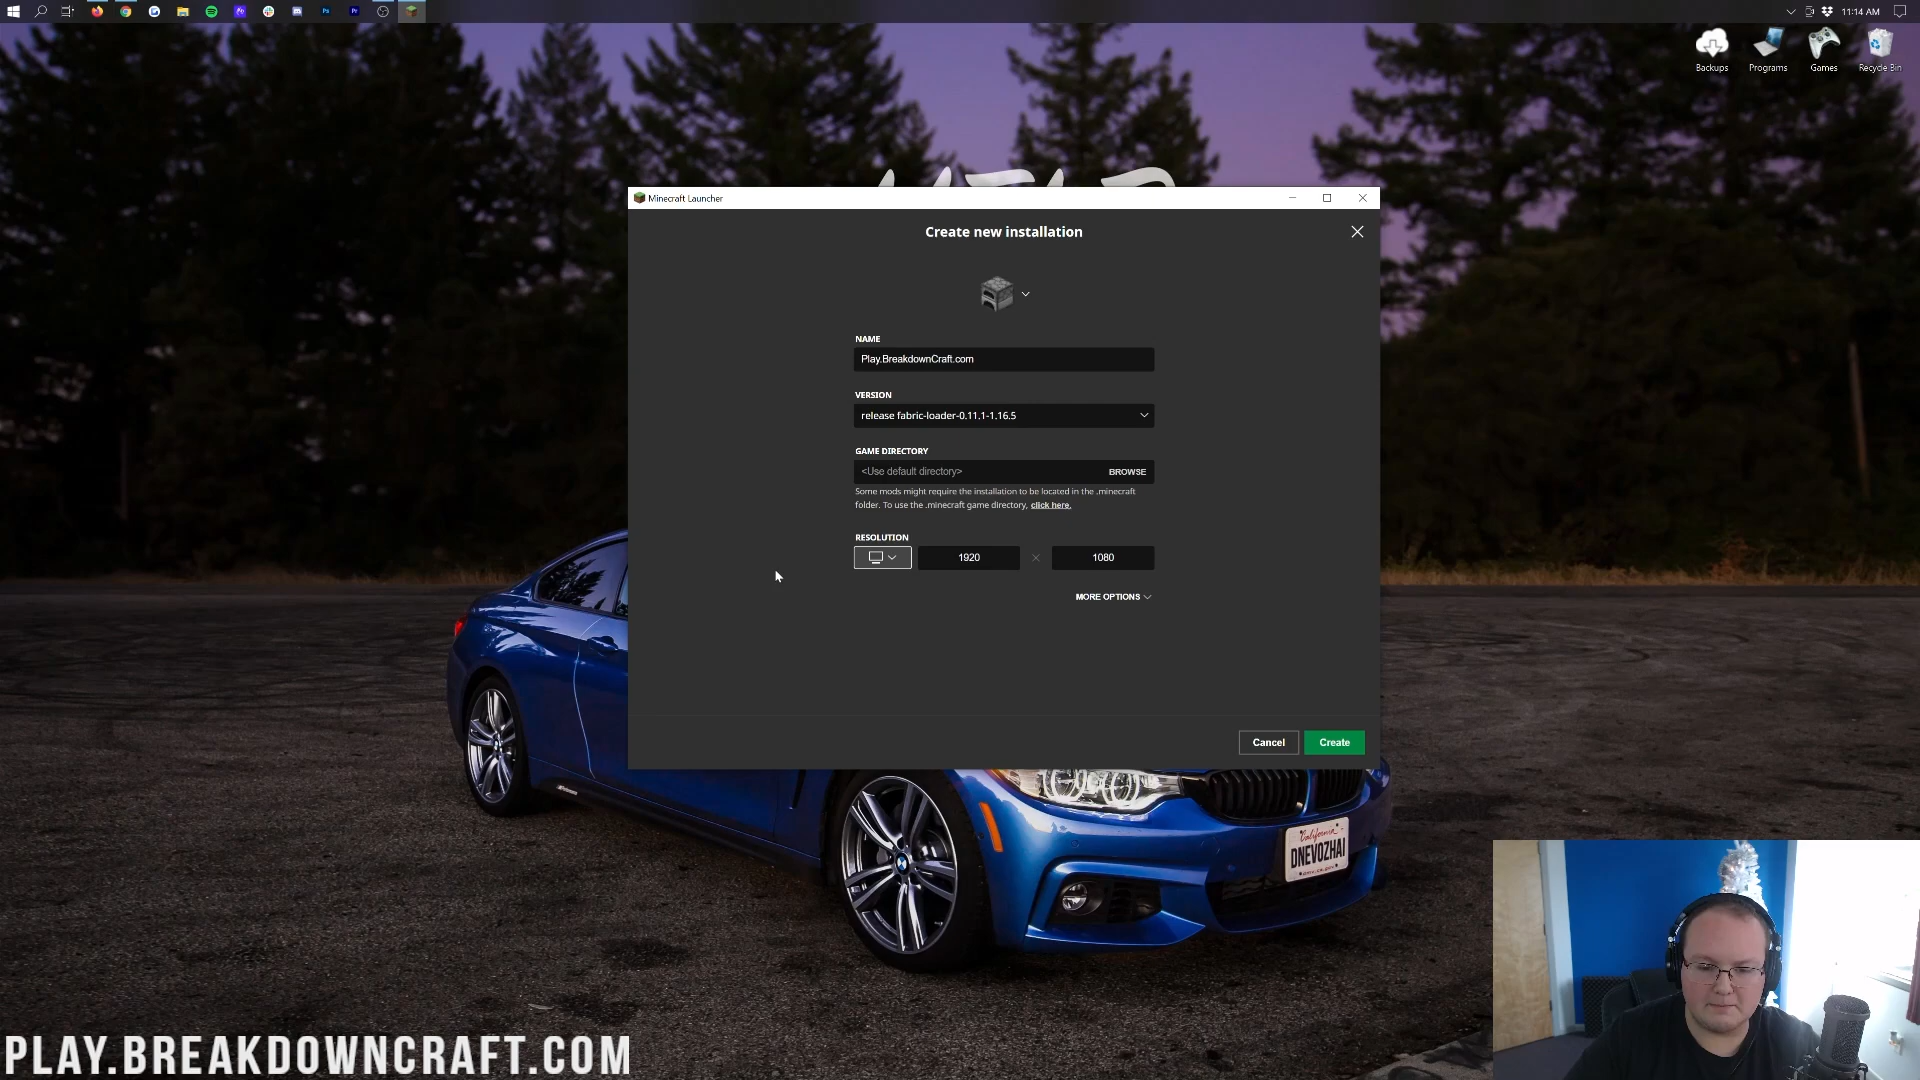 11:14 AM
Backups
Programs
Games
Recycle Bin
Minecraft Launcher
Create new installation
NAME
Play.BreakdownCraft.com
VERSION
release fabric-loader-0.11.1-1.16.5
GAME DIRECTORY
<Use default directory>
BROWSE
Some mods might require the installation to be located in the .minecraft
folder. To use the .minecraft game directory, click here.
RESOLUTION
1920
1080
MORE OPTIONS
Cancel
Create
California
DNEVOZHAI
PLAY.BREAKDOWNCRAFT.COM